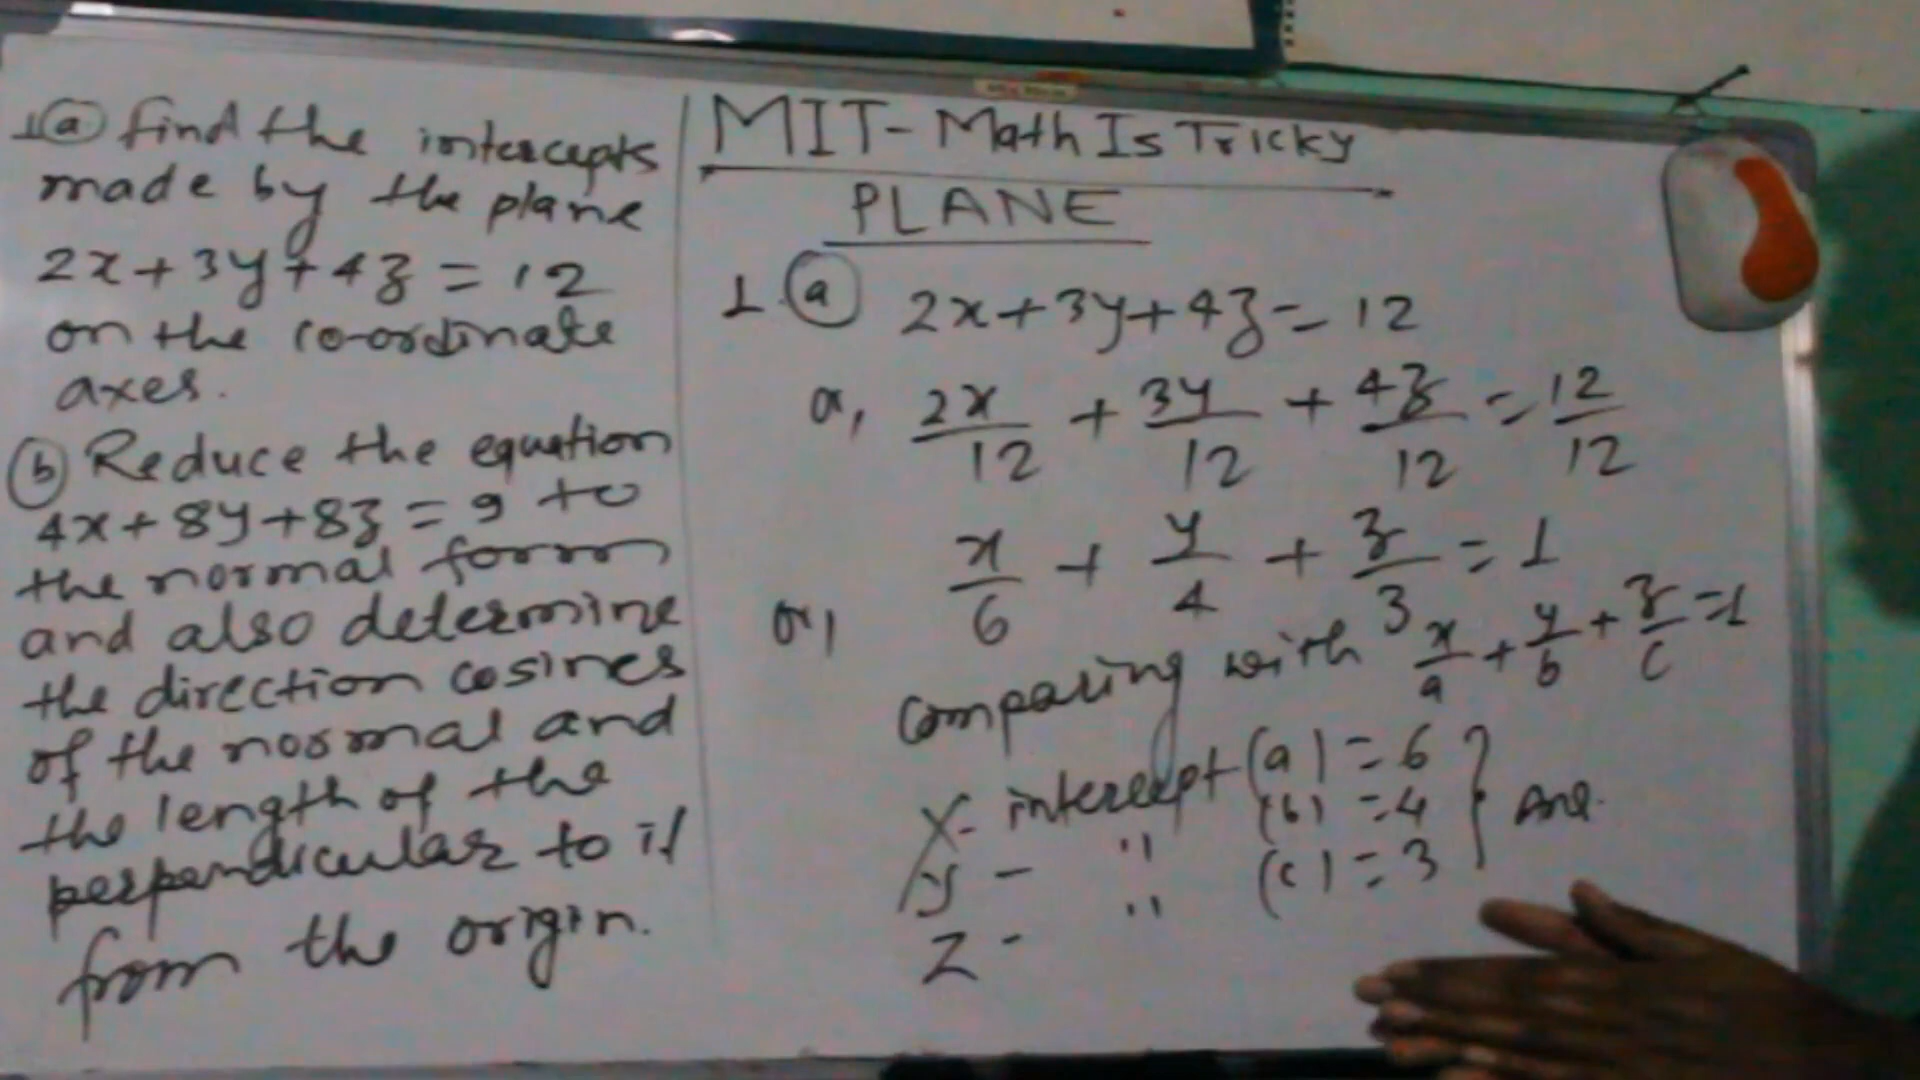 1 (a) Find the intercepts
made by the plane
2x+3y+4z=12
on the co-ordinate
axes.
(b) Reduce the equation
4x+8y+8z=9 to
the normal form
and also determine
the direction cosines
of the normal and
the length of the
perpendicular to it
from the origin.
MIT-Math Is Tricky
PLANE
1.(a) 2x+3y+4z=12
or, 2x/12 + 3y/12 + 4z/12 = 12/12
or, x/6 + y/4 + z/3 = 1
Comparing with x/a + y/b + z/c = 1
X-intercept (a) = 6
Y- " (b) = 4 } Ans.
Z- " (c) = 3